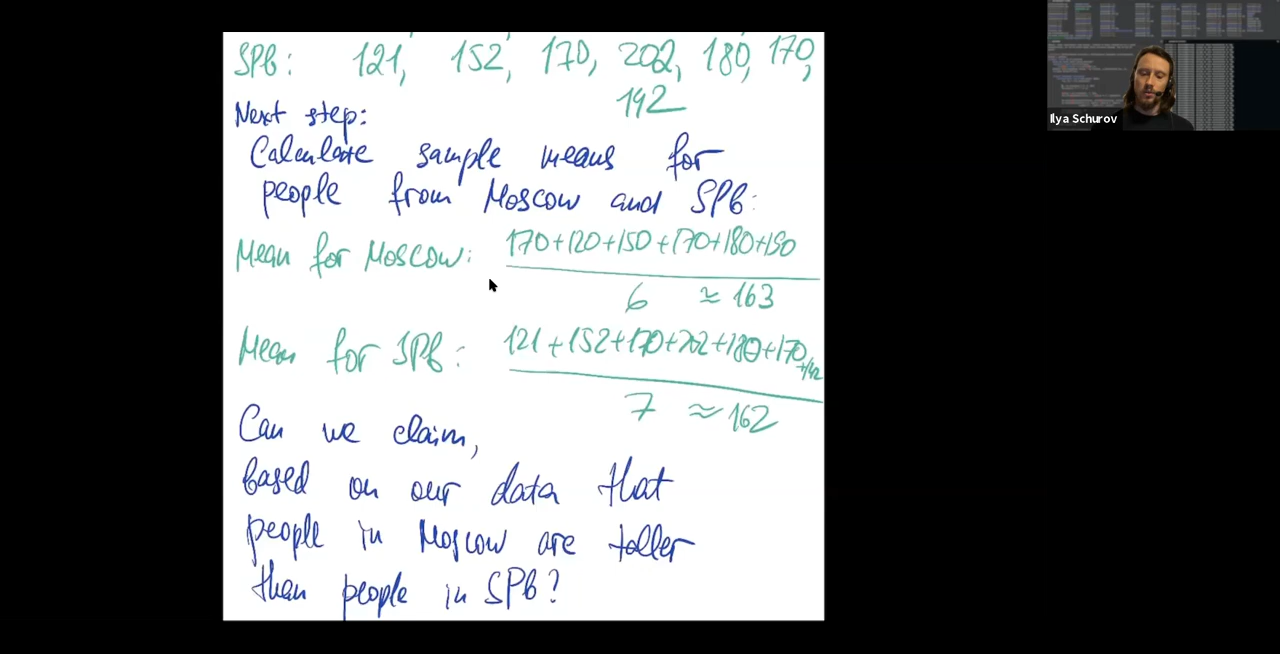 SPb: 121, 152, 170, 202, 180, 170,
142
Next step:
Calculate sample means for
people from Moscow and SPb:
Mean for Moscow: 170+120+150+170+180+190
6 ≈ 163
Mean for SPb: 121+152+170+202+180+170+142
7 ≈ 162
Can we claim,
based on our data that
people in Moscow are taller
than people in SPb?
Ilya Schurov